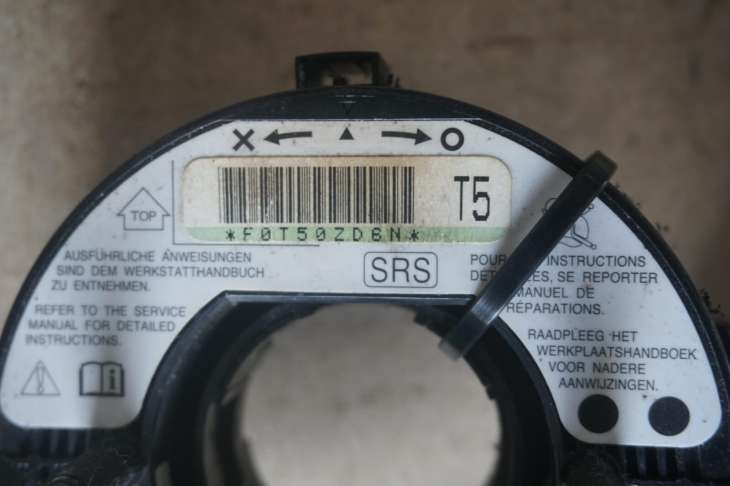 T5
*F0T50ZD6N*
TOP
SRS
AUSFÜHRLICHE ANWEISUNGEN
SIND DEM WERKSTATTHANDBUCH
ZU ENTNEHMEN.
REFER TO THE SERVICE
MANUAL FOR DETAILED
INSTRUCTIONS.
INSTRUCTIONS
SE REPORTER
MANUEL DE
RÉPARATIONS.
RAADPLEEG HET
WERKPLAATSHANDBOEK
VOOR NADERE
AANWIJZINGEN.